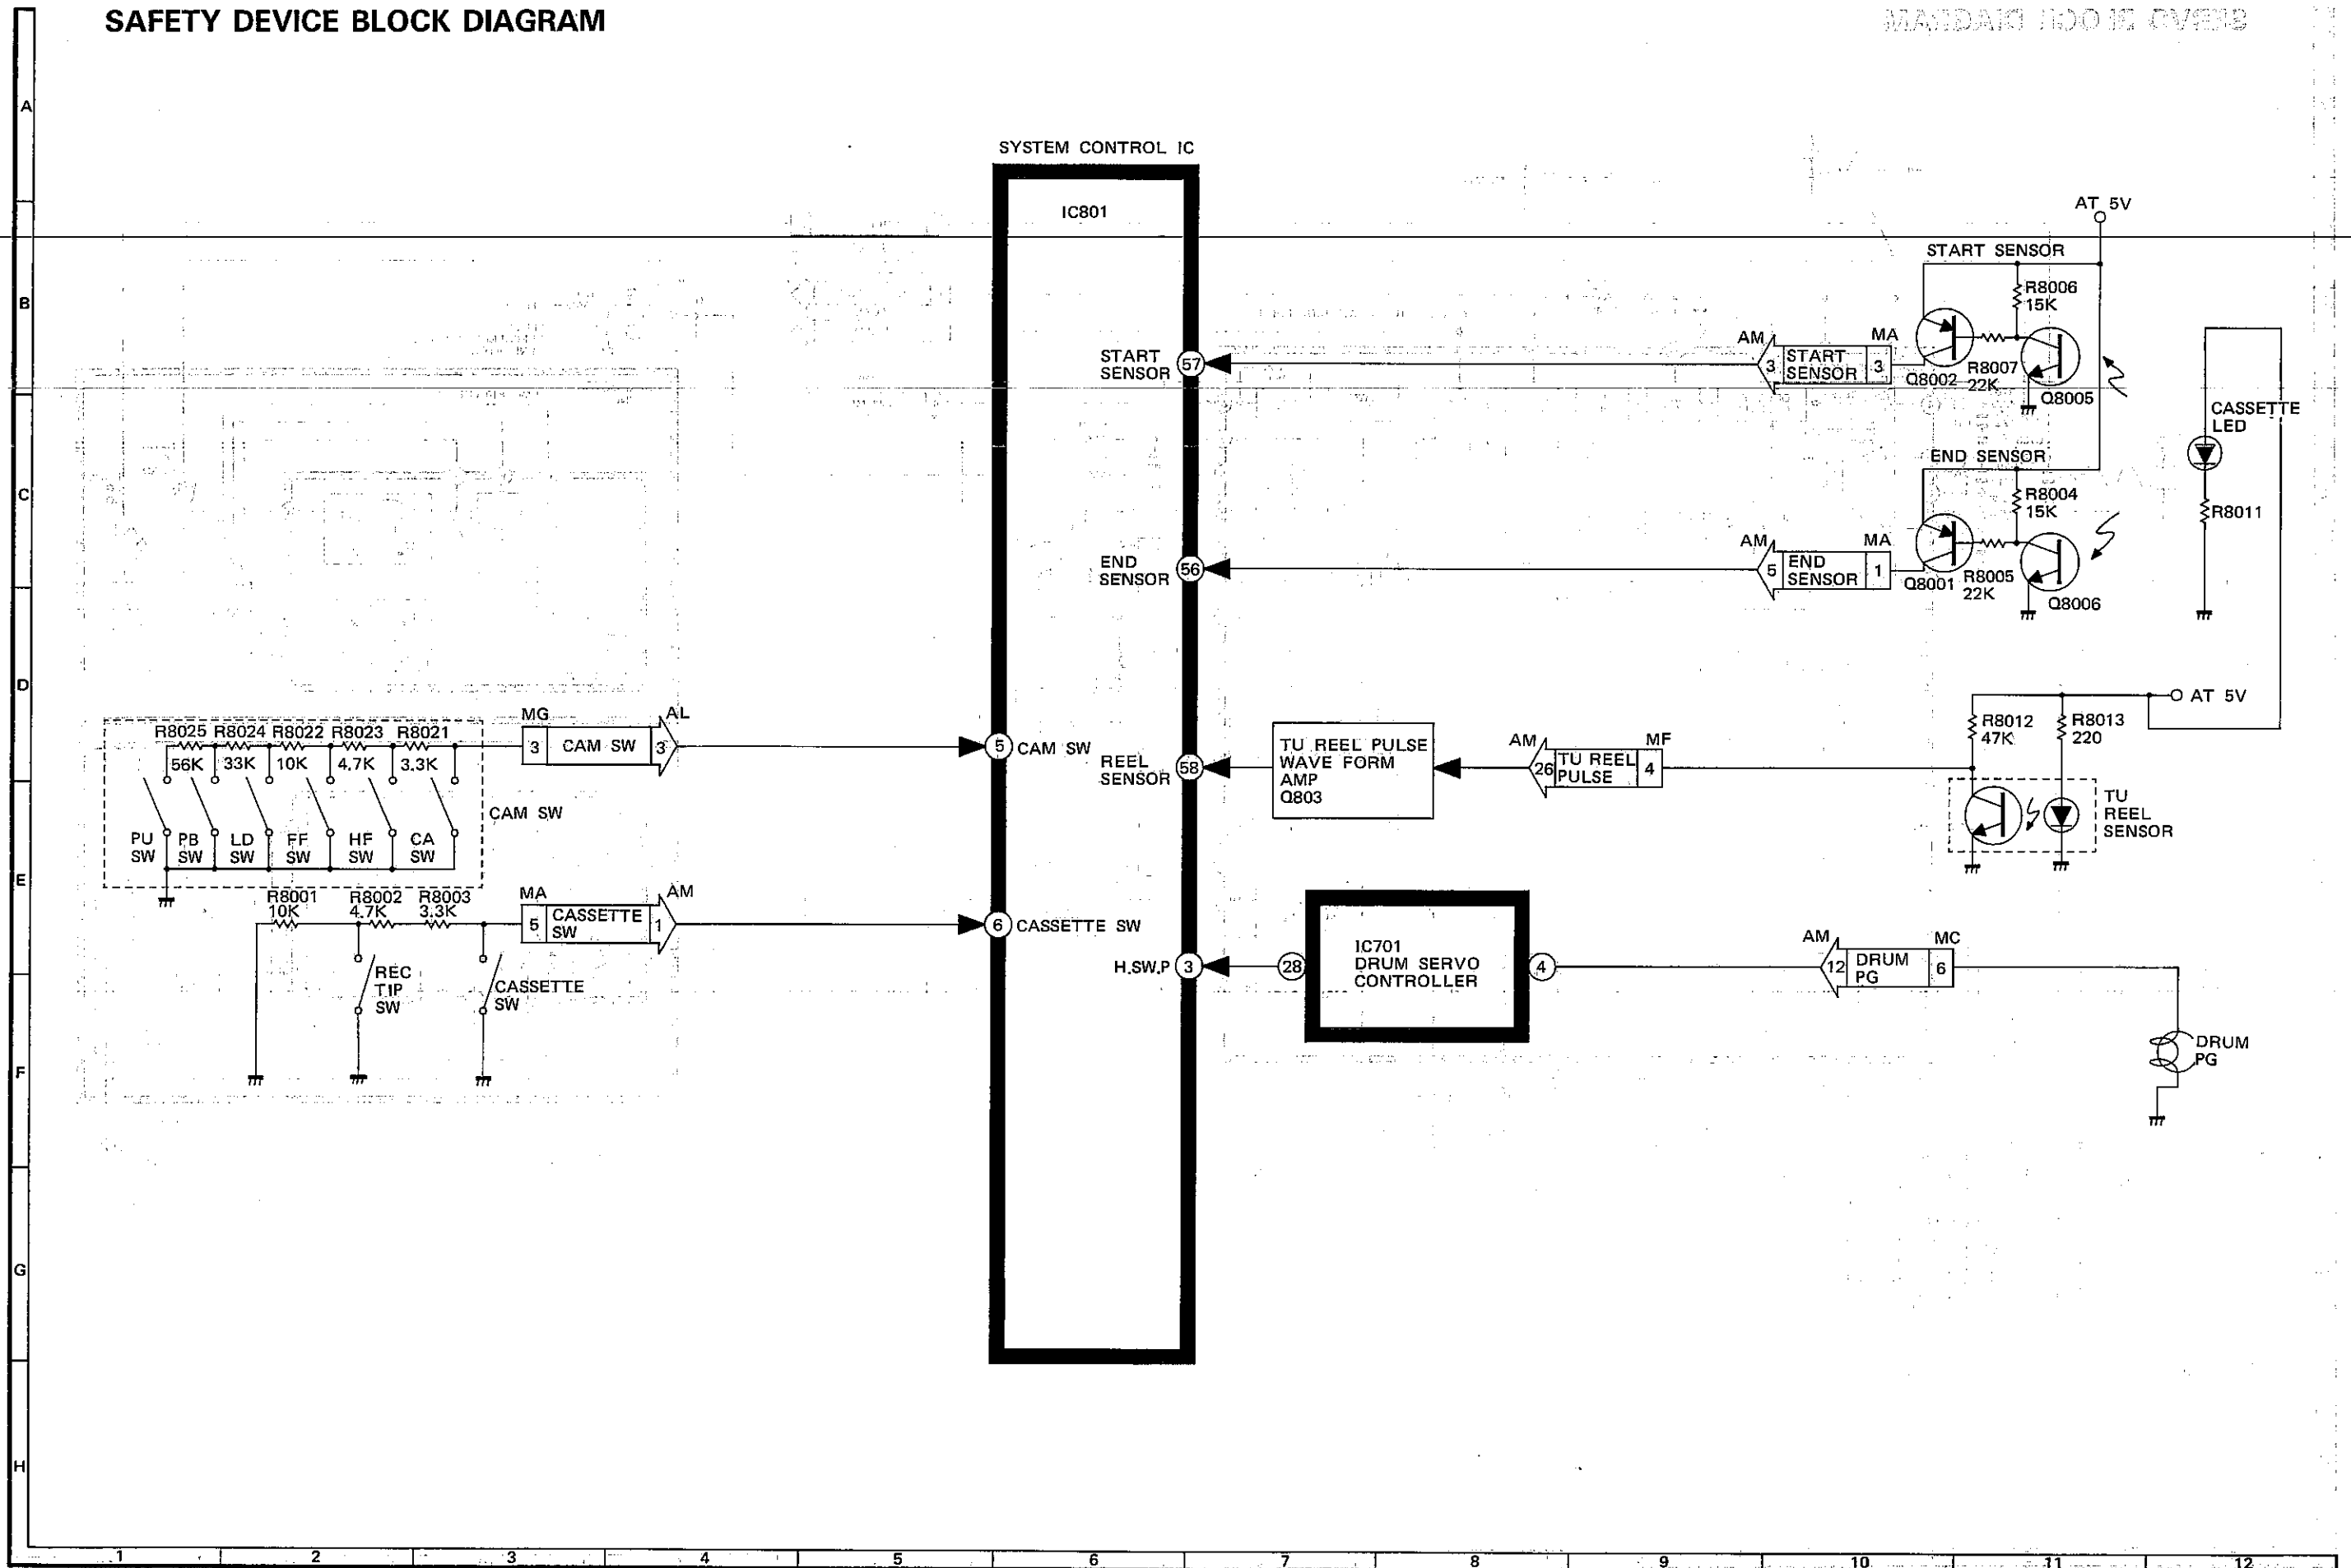 SAFETY DEVICE BLOCK DIAGRAM
SERVO BLOCK DIAGRAM
A
B
C
D
E
F
G
H
SYSTEM CONTROL IC
IC801
START
SENSOR
57
END
SENSOR
56
REEL
SENSOR
58
H.SW.P
3
5
CAM SW
6
CASSETTE SW
R8025
R8024
R8022
R8023
R8021
56K
33K
10K
4.7K
3.3K
PU
SW
PB
SW
LD
SW
FF
SW
HF
SW
CA
SW
CAM SW
MG
3
CAM SW
3
AL
R8001
10K
R8002
4.7K
R8003
3.3K
MA
5
CASSETTE
SW
1
AM
REC
TIP
SW
CASSETTE
SW
AT 5V
START SENSOR
R8006
15K
AM
3
START
SENSOR
3
MA
Q8002
R8007
22K
Q8005
CASSETTE
LED
R8011
END SENSOR
R8004
15K
AM
5
END
SENSOR
1
MA
Q8001
R8005
22K
Q8006
AT 5V
R8012
47K
R8013
220
TU REEL PULSE
WAVE FORM
AMP
Q803
AM
26
TU REEL
PULSE
4
MF
TU
REEL
SENSOR
28
IC701
DRUM SERVO
CONTROLLER
4
AM
12
DRUM
PG
6
MC
DRUM
PG
1
2
3
4
5
6
7
8
9
10
11
12